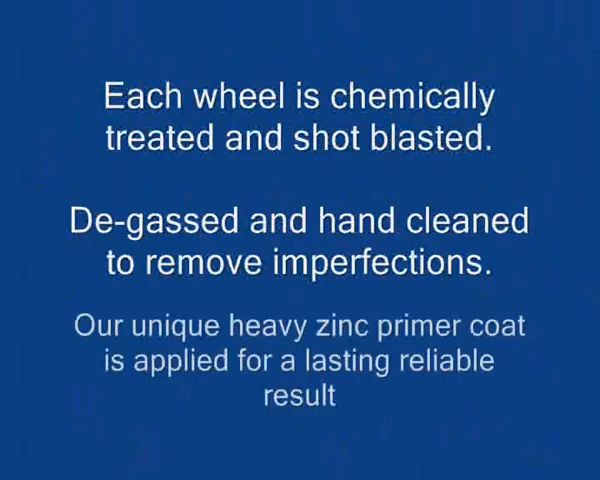 Each wheel is chemically
treated and shot blasted.
De-gassed and hand cleaned
to remove imperfections.
Our unique heavy zinc primer coat
is applied for a lasting reliable
result